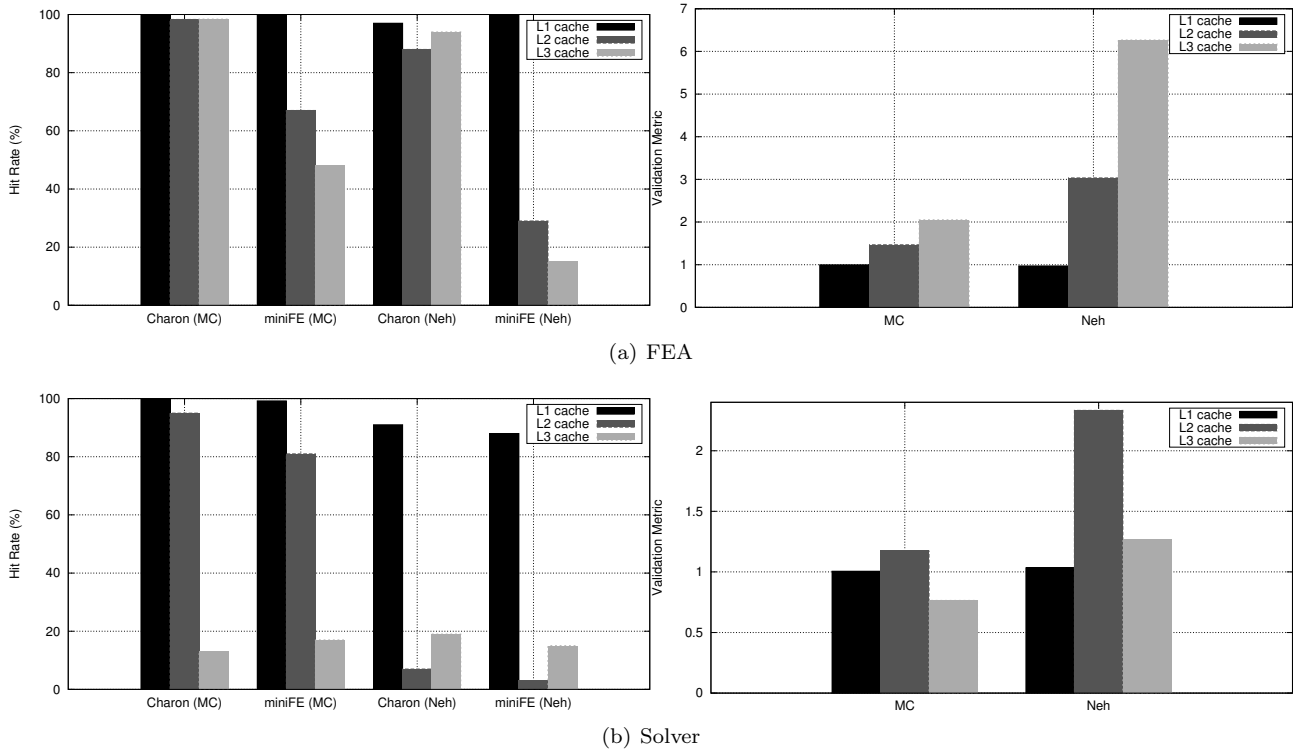 100
80
60
40
20
0
Hit Rate (%)
L1 cache
L2 cache
L3 cache
Charon (MC) miniFE (MC) Charon (Neh) miniFE (Neh)
7
6
5
4
3
2
1
0
Validation Metric
L1 cache
L2 cache
L3 cache
MC Neh
(a) FEA
100
80
60
40
20
0
Hit Rate (%)
L1 cache
L2 cache
L3 cache
Charon (MC) miniFE (MC) Charon (Neh) miniFE (Neh)
2
1.5
1
0.5
0
Validation Metric
L1 cache
L2 cache
L3 cache
MC Neh
(b) Solver